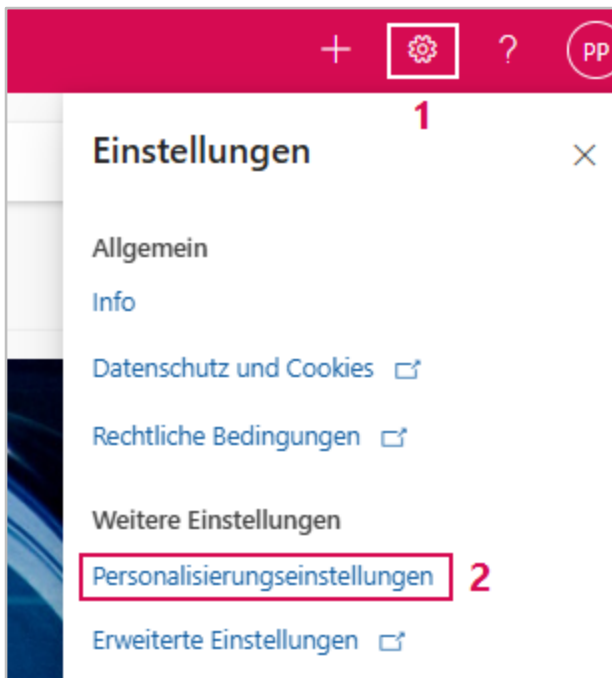 PP
1
Einstellungen
Allgemein
Info
Datenschutz und Cookies
Rechtliche Bedingungen
Weitere Einstellungen
Personalisierungseinstellungen 2
Erweiterte Einstellungen